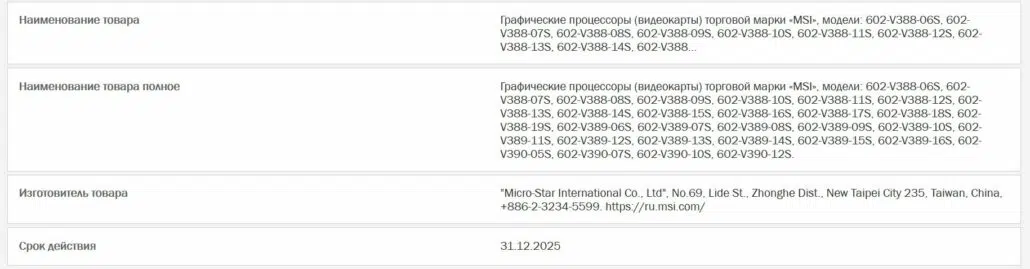 Наименование товара
Графические процессоры (видеокарты) торговой марки «MSI», модели: 602-V388-06S, 602-
V388-07S, 602-V388-08S, 602-V388-09S, 602-V388-10S, 602-V388-11S, 602-V388-12S, 602-
V388-13S, 602-V388-14S, 602-V388...
Наименование товара полное
Графические процессоры (видеокарты) торговой марки «MSI», модели: 602-V388-06S, 602-
V388-07S, 602-V388-08S, 602-V388-09S, 602-V388-10S, 602-V388-11S, 602-V388-12S, 602-
V388-13S, 602-V388-14S, 602-V388-15S, 602-V388-16S, 602-V388-17S, 602-V388-18S, 602-
V388-19S, 602-V389-06S, 602-V389-07S, 602-V389-08S, 602-V389-09S, 602-V389-10S, 602-
V389-11S, 602-V389-12S, 602-V389-13S, 602-V389-14S, 602-V389-15S, 602-V389-16S, 602-
V390-05S, 602-V390-07S, 602-V390-10S, 602-V390-12S.
Изготовитель товара
"Micro-Star International Co., Ltd", No.69, Lide St., Zhonghe Dist., New Taipei City 235, Taiwan, China,
+886-2-3234-5599. https://ru.msi.com/
Срок действия
31.12.2025